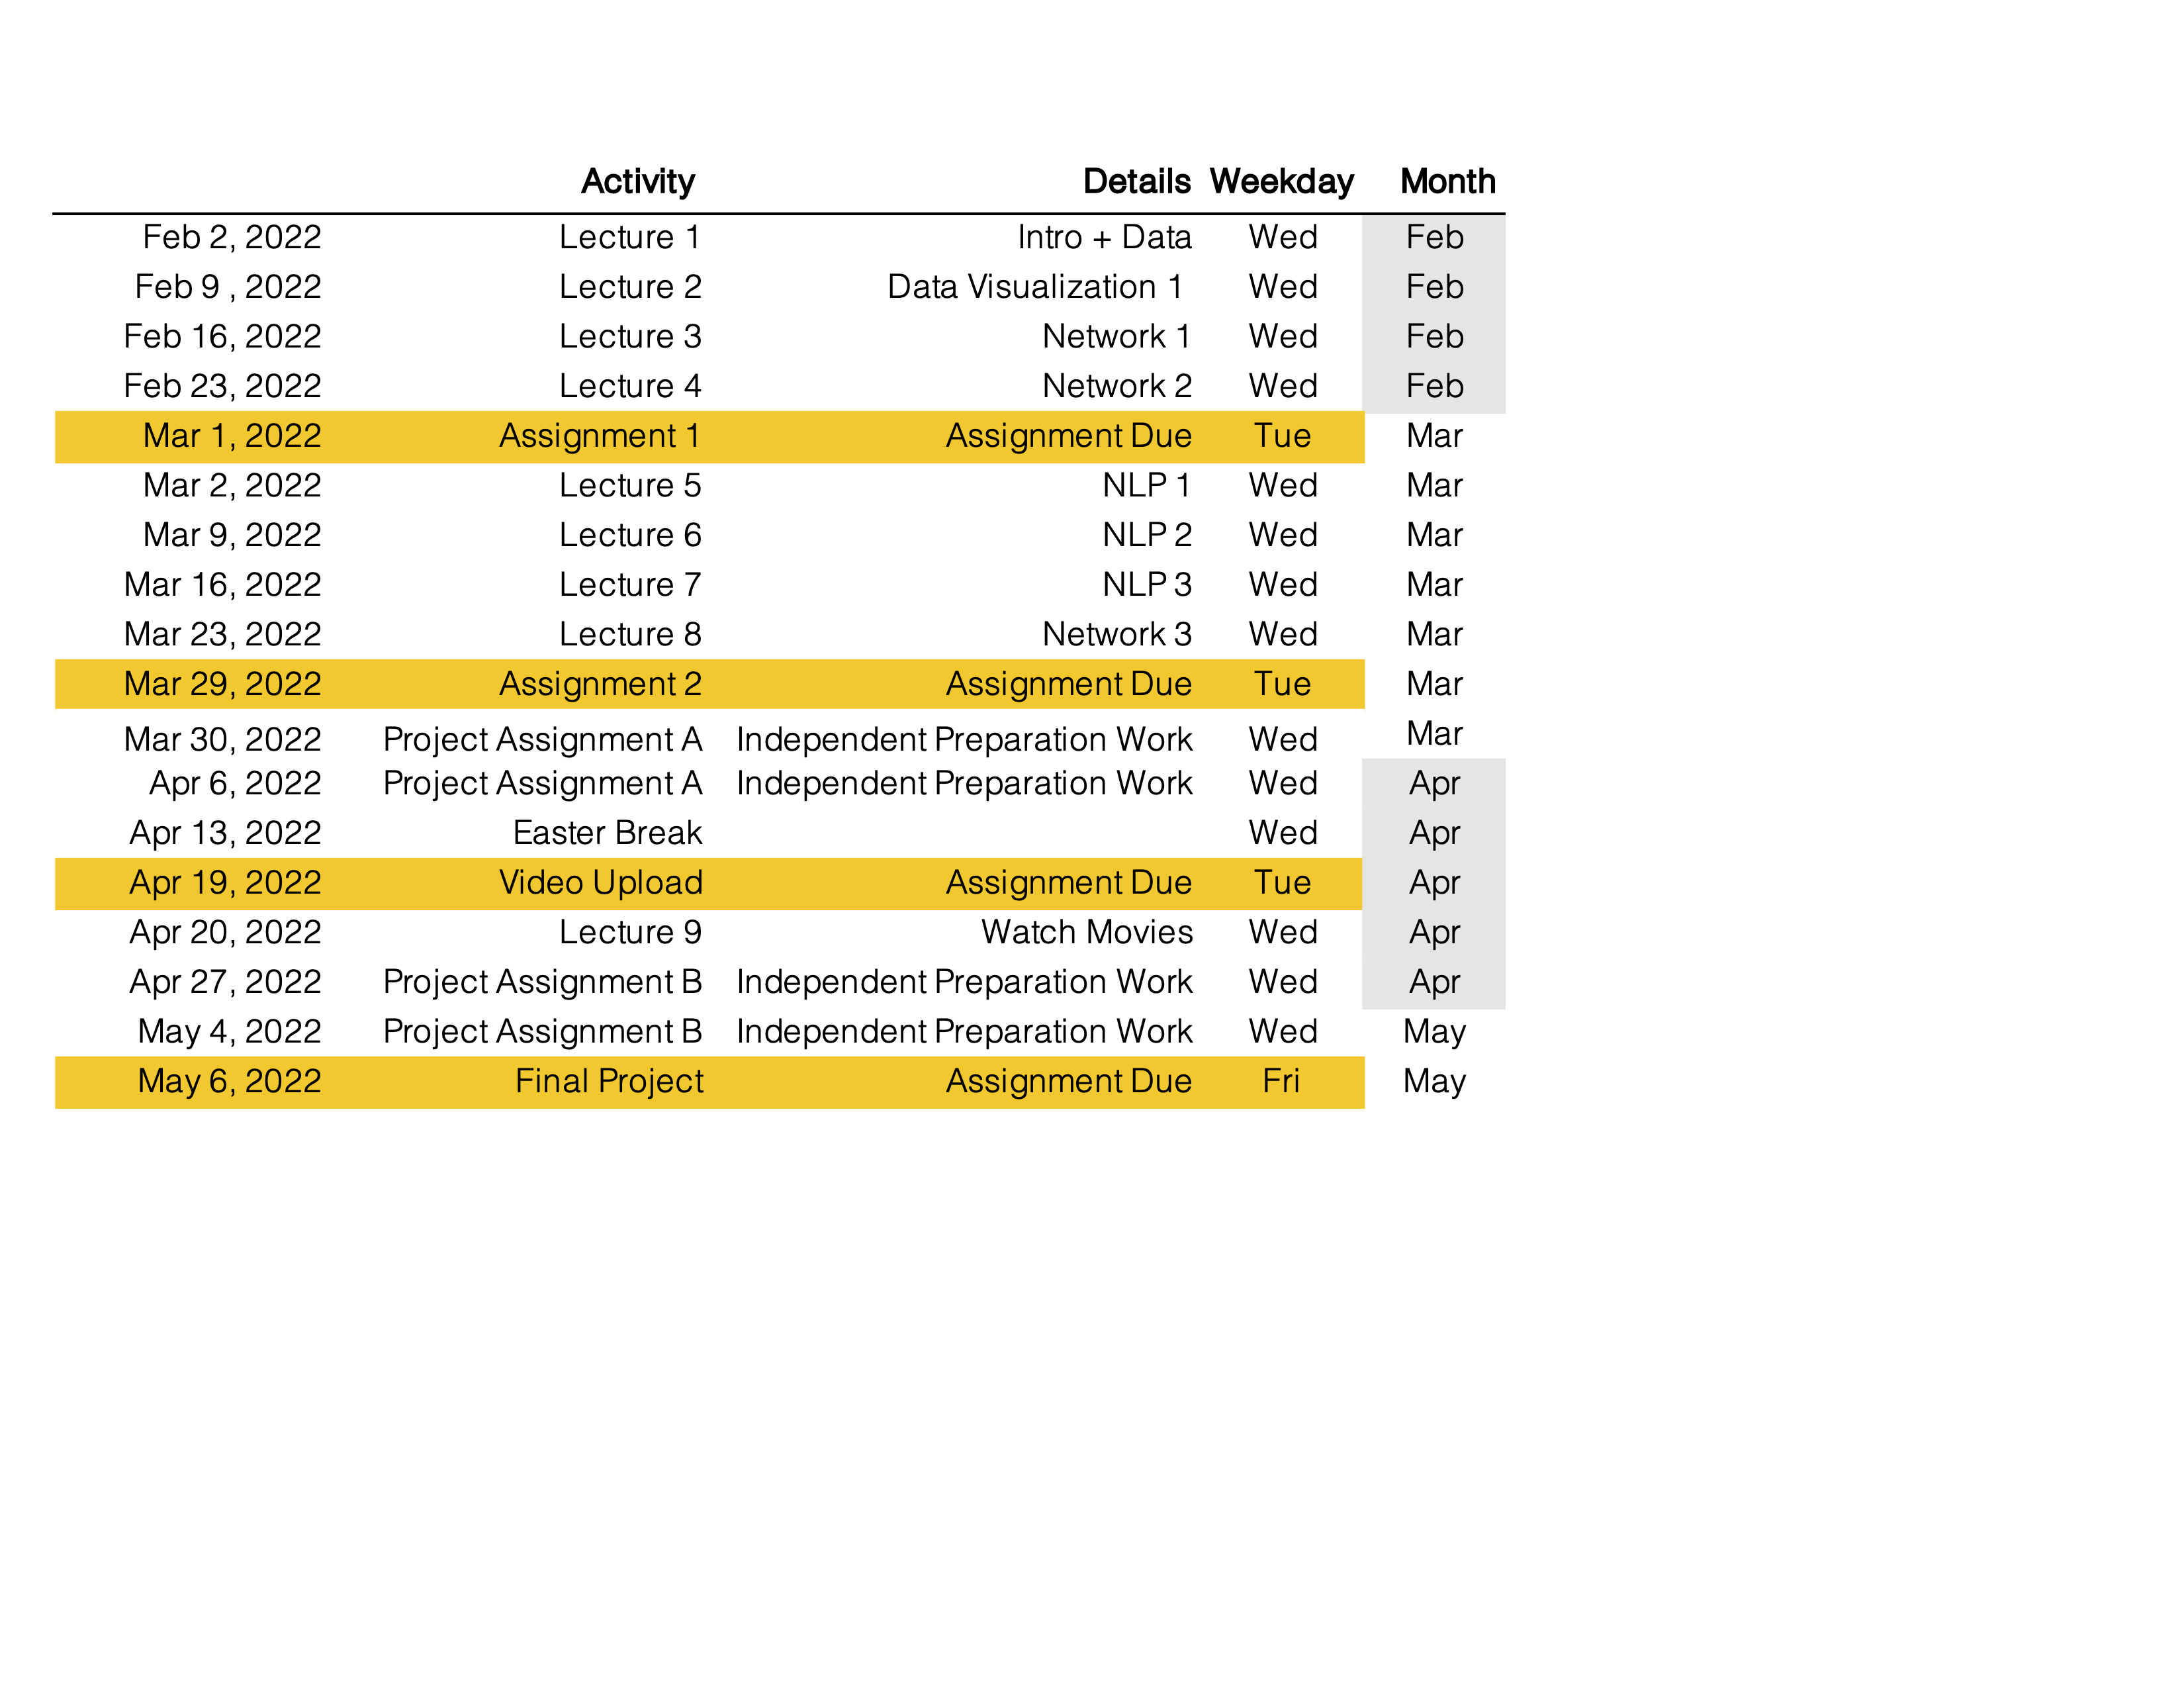 Activity Details Weekday Month
Feb 2, 2022 Lecture 1 Intro + Data Wed Feb
Feb 9 , 2022 Lecture 2 Data Visualization 1 Wed Feb
Feb 16, 2022 Lecture 3 Network 1 Wed Feb
Feb 23, 2022 Lecture 4 Network 2 Wed Feb
Mar 1, 2022 Assignment 1 Assignment Due Tue Mar
Mar 2, 2022 Lecture 5 NLP 1 Wed Mar
Mar 9, 2022 Lecture 6 NLP 2 Wed Mar
Mar 16, 2022 Lecture 7 NLP 3 Wed Mar
Mar 23, 2022 Lecture 8 Network 3 Wed Mar
Mar 29, 2022 Assignment 2 Assignment Due Tue Mar
Mar 30, 2022 Project Assignment A Independent Preparation Work Wed Mar
Apr 6, 2022 Project Assignment A Independent Preparation Work Wed Apr
Apr 13, 2022 Easter Break Wed Apr
Apr 19, 2022 Video Upload Assignment Due Tue Apr
Apr 20, 2022 Lecture 9 Watch Movies Wed Apr
Apr 27, 2022 Project Assignment B Independent Preparation Work Wed Apr
May 4, 2022 Project Assignment B Independent Preparation Work Wed May
May 6, 2022 Final Project Assignment Due Fri May